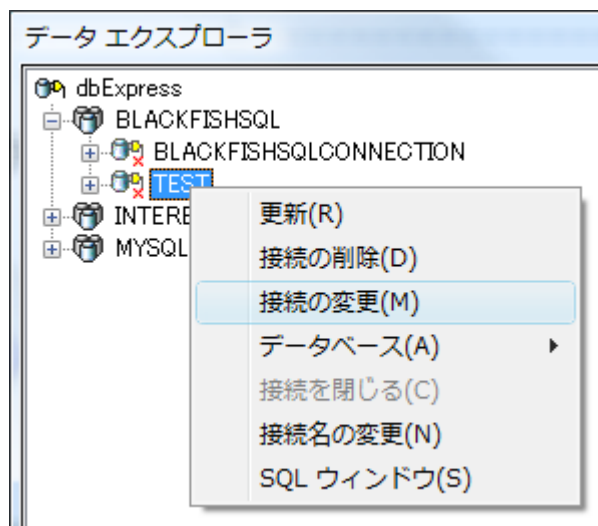 データ エクスプローラ
dbExpress
BLACKFISHSQL
BLACKFISHSQLCONNECTION
TEST
INTERE
MYSQL
更新(R)
接続の削除(D)
接続の変更(M)
データベース(A)
接続を閉じる(C)
接続名の変更(N)
SQL ウィンドウ(S)